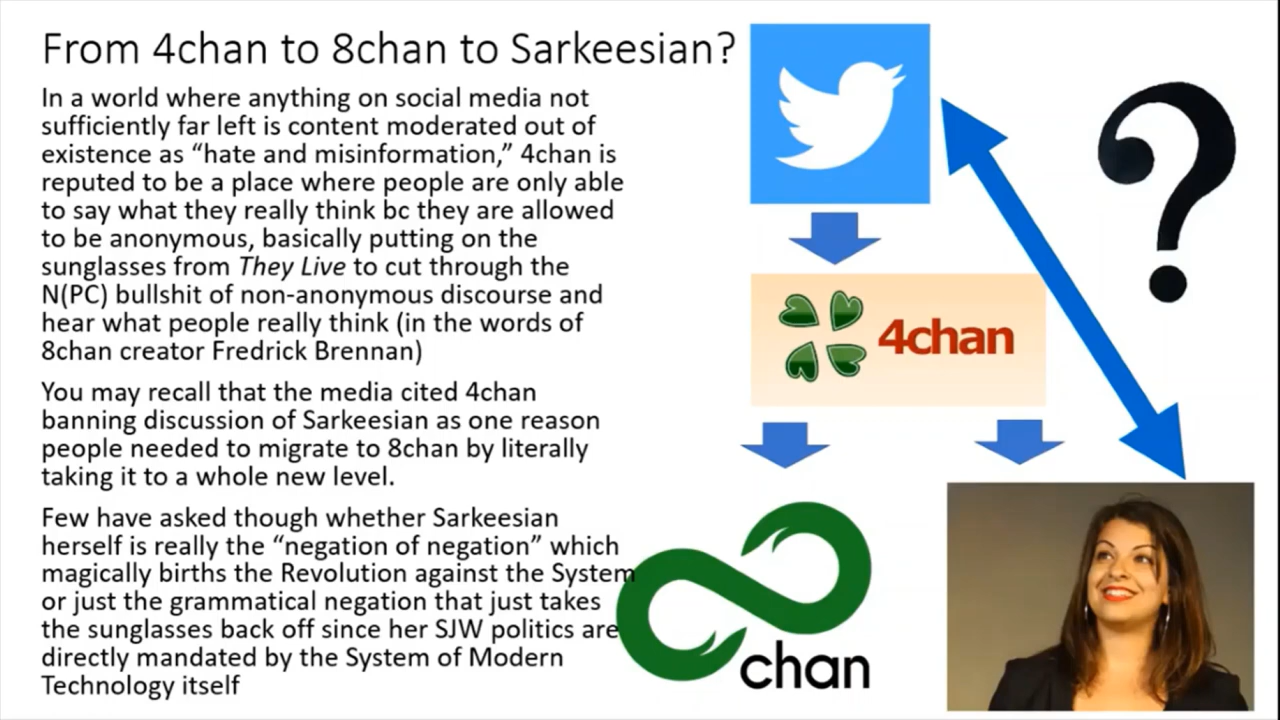 From 4chan to 8chan to Sarkeesian?
In a world where anything on social media not
sufficiently far left is content moderated out of
existence as “hate and misinformation,” 4chan is
reputed to be a place where people are only able
to say what they really think bc they are allowed
to be anonymous, basically putting on the
sunglasses from They Live to cut through the
N(PC) bullshit of non-anonymous discourse and
hear what people really think (in the words of
8chan creator Fredrick Brennan)
You may recall that the media cited 4chan
banning discussion of Sarkeesian as one reason
people needed to migrate to 8chan by literally
taking it to a whole new level.
Few have asked though whether Sarkeesian
herself is really the “negation of negation” which
magically births the Revolution against the System
or just the grammatical negation that just takes
the sunglasses back off since her SJW politics are
directly mandated by the System of Modern
Technology itself
?
4chan
chan